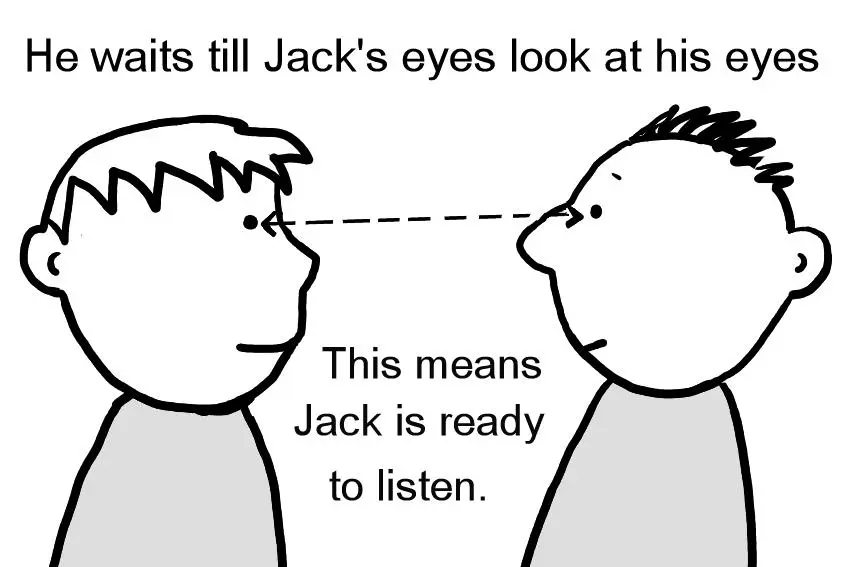 He waits till Jack's eyes look at his eyes
This means
Jack is ready
to listen.